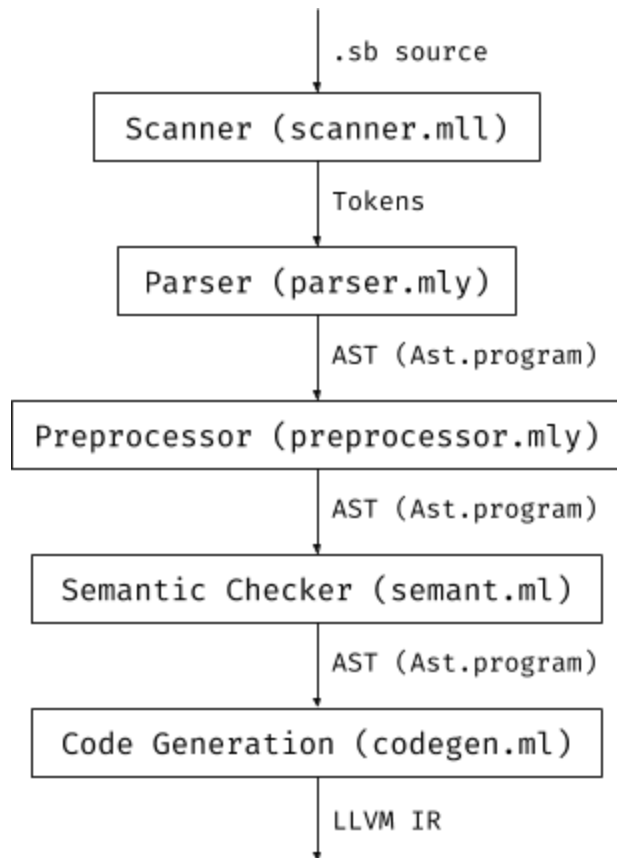 .sb source
Scanner (scanner.mll)
Tokens
Parser (parser.mly)
AST (Ast.program)
Preprocessor (preprocessor.mly)
AST (Ast.program)
Semantic Checker (semant.ml)
AST (Ast.program)
Code Generation (codegen.ml)
LLVM IR